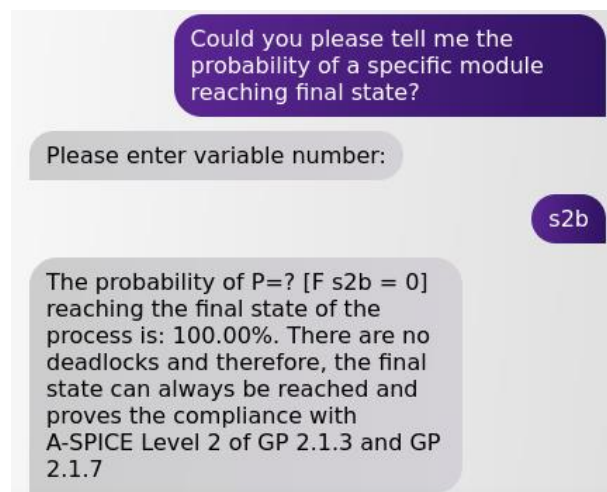 Could you please tell me the
probability of a specific module
reaching final state?
Please enter variable number:
s2b
The probability of P=? [F s2b = 0]
reaching the final state of the
process is: 100.00%. There are no
deadlocks and therefore, the final
state can always be reached and
proves the compliance with
A-SPICE Level 2 of GP 2.1.3 and GP
2.1.7